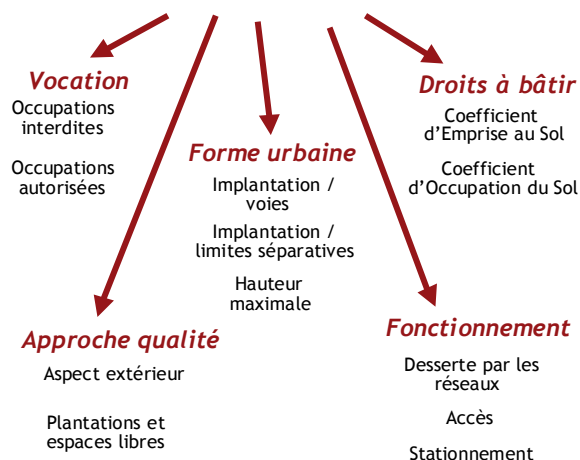 Vocation
Occupations
interdites
Occupations
autorisées
Droits à bâtir
Coefficient
d'Emprise au Sol
Coefficient
d'Occupation du Sol
Forme urbaine
Implantation /
voies
Implantation /
limites séparatives
Hauteur
maximale
Approche qualité
Aspect extérieur
Plantations et
espaces libres
Fonctionnement
Desserte par les
réseaux
Accès
Stationnement